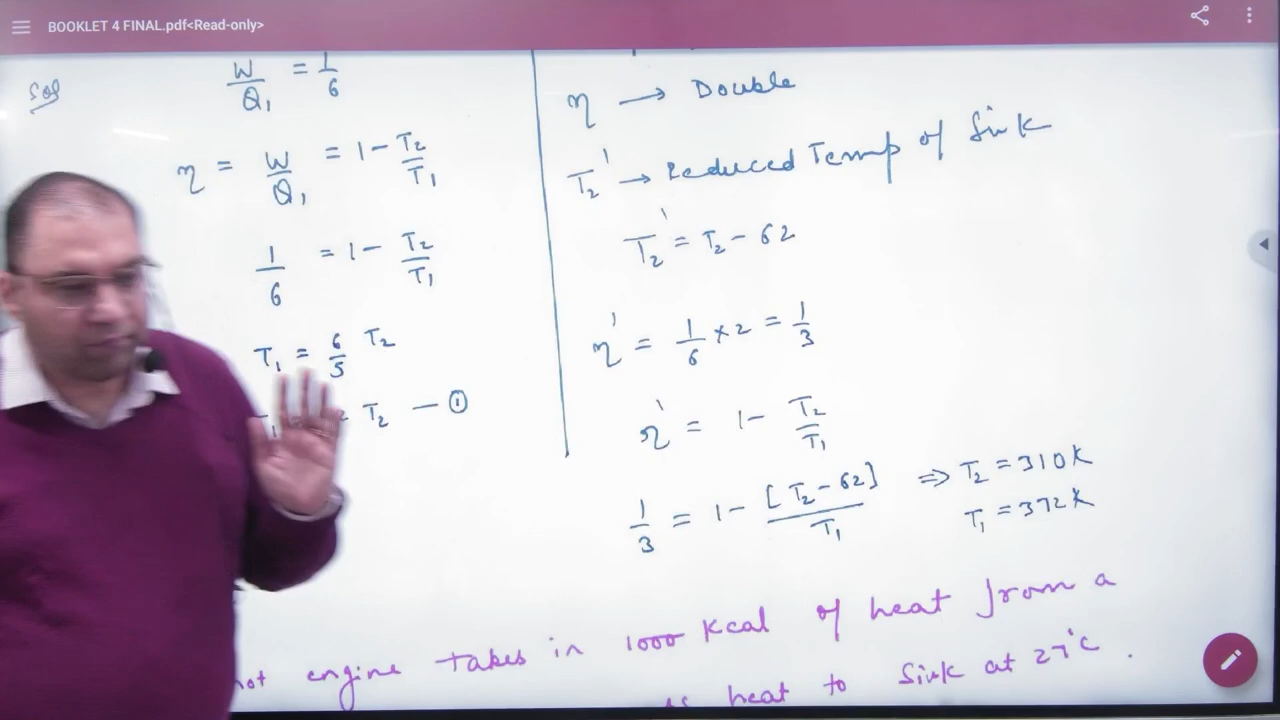 BOOKLET 4 FINAL.pdf<Read-only>
Sol
W/Q₁ = 1/6
η = W/Q₁ = 1 - T₂/T₁
1/6 = 1 - T₂/T₁
T₁ = 6/5 T₂
T₂ — ①
η → Double
T₂' → Reduced Temp of Sink
T₂' = T₂ - 62
η' = 1/6 × 2 = 1/3
η' = 1 - T₂/T₁
1/3 = 1 - [T₂ - 62]/T₁ ⇒ T₂ = 310K
T₁ = 372K
engine takes in 1000 Kcal of heat from a
heat to Sink at 27°C.